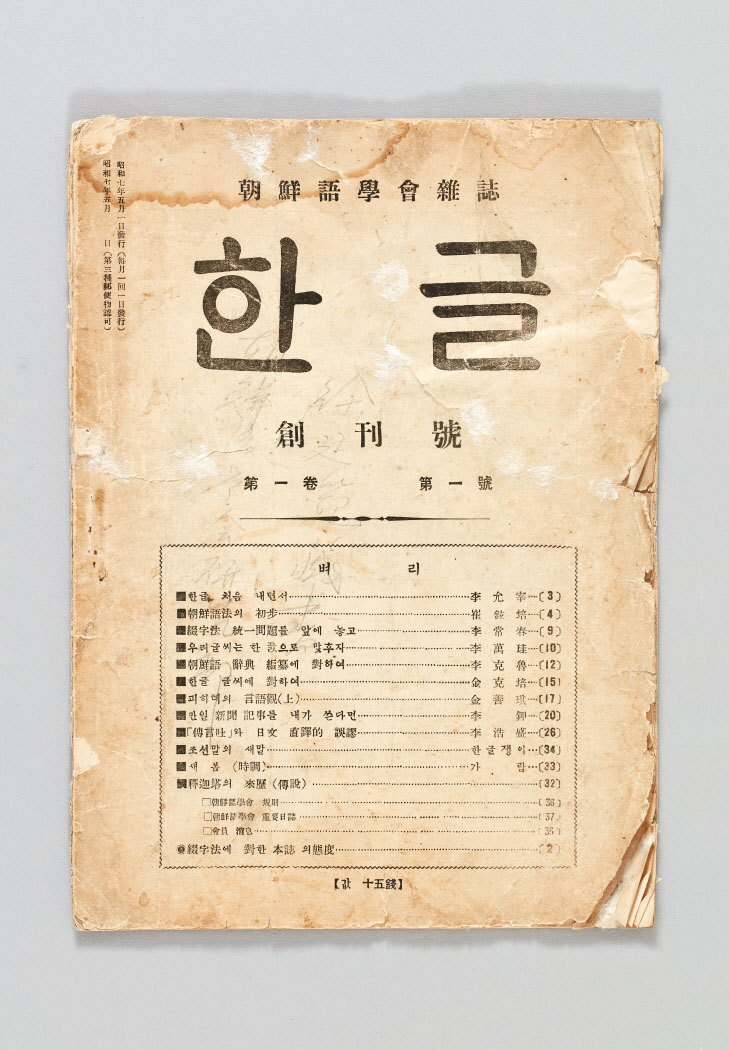 昭和七年五月一日發行(每月一回一日發行)
昭和七年五月 日(第三種郵便物認可)
朝鮮語學會雜誌
한글
創刊號
第一卷 第一號
벼리
한글 처음 내면서 李允宰 (3)
朝鮮語法의 初步 崔鉉培 (4)
綴字法 統一問題를 앞에 놓고 李常春 (9)
우리글씨는 한 값으로 맞추자 李萬珪 (10)
朝鮮語 辭典 編纂에 對하여 李克魯 (12)
한글 글씨에 對하여 金克培 (15)
의 言語觀(上) 金善琪 (17)
만일 新聞 記事를 내가 쓴다면 李鉀 (20)
「傳言吐」와 日文 直譯的 誤謬 李浩盛 (26)
조선말의 새말 한글쟁이 (34)
새 봄 (時調) 가람 (33)
釋迦塔의 來歷 (傳說) (32)
朝鮮語學會 規則 (36)
朝鮮語學會 重要日誌 (37)
會員 消息 (36)
綴字法에 對한 本誌의 態度 (2)
【값 十五錢】